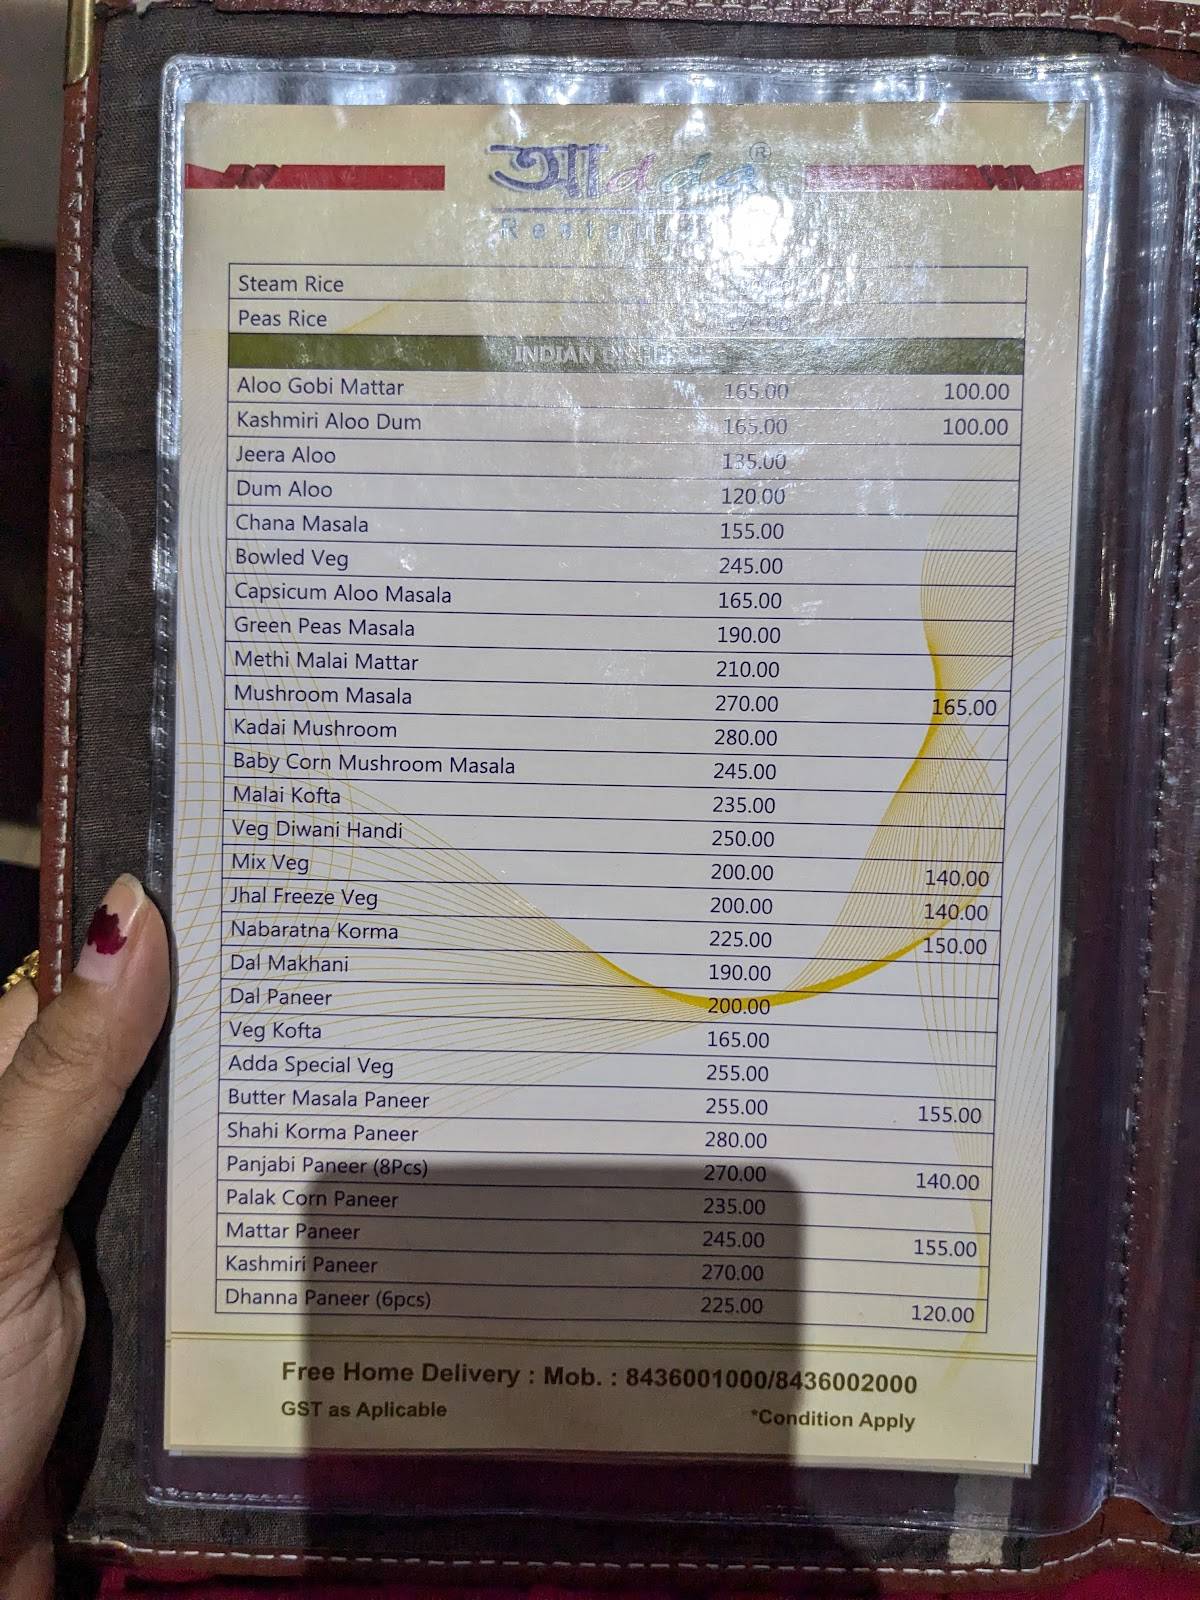 আdda®
Steam Rice
Peas Rice
INDIAN DISHES
Aloo Gobi Mattar 165.00 100.00
Kashmiri Aloo Dum 165.00 100.00
Jeera Aloo 135.00
Dum Aloo 120.00
Chana Masala 155.00
Bowled Veg 245.00
Capsicum Aloo Masala 165.00
Green Peas Masala 190.00
Methi Malai Mattar 210.00
Mushroom Masala 270.00 165.00
Kadai Mushroom 280.00
Baby Corn Mushroom Masala 245.00
Malai Kofta 235.00
Veg Diwani Handi 250.00
Mix Veg 200.00 140.00
Jhal Freeze Veg 200.00 140.00
Nabaratna Korma 225.00 150.00
Dal Makhani 190.00
Dal Paneer 200.00
Veg Kofta 165.00
Adda Special Veg 255.00
Butter Masala Paneer 255.00 155.00
Shahi Korma Paneer 280.00
Panjabi Paneer (8Pcs) 270.00 140.00
Palak Corn Paneer 235.00
Mattar Paneer 245.00 155.00
Kashmiri Paneer 270.00
Dhanna Paneer (6pcs) 225.00 120.00
Free Home Delivery : Mob. : 8436001000/8436002000
GST as Aplicable *Condition Apply